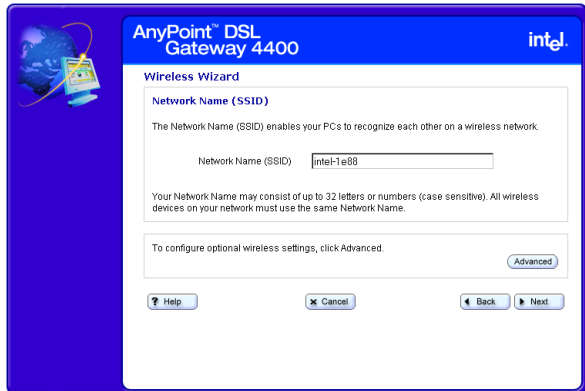 AnyPoint™ DSL
Gateway 4400
intel.
Wireless Wizard
Network Name (SSID)
The Network Name (SSID) enables your PCs to recognize each other on a wireless network.
Network Name (SSID) intel-1e88
Your Network Name may consist of up to 32 letters or numbers (case sensitive). All wireless
devices on your network must use the same Network Name.
To configure optional wireless settings, click Advanced.
Advanced
? Help
Cancel
Back
Next